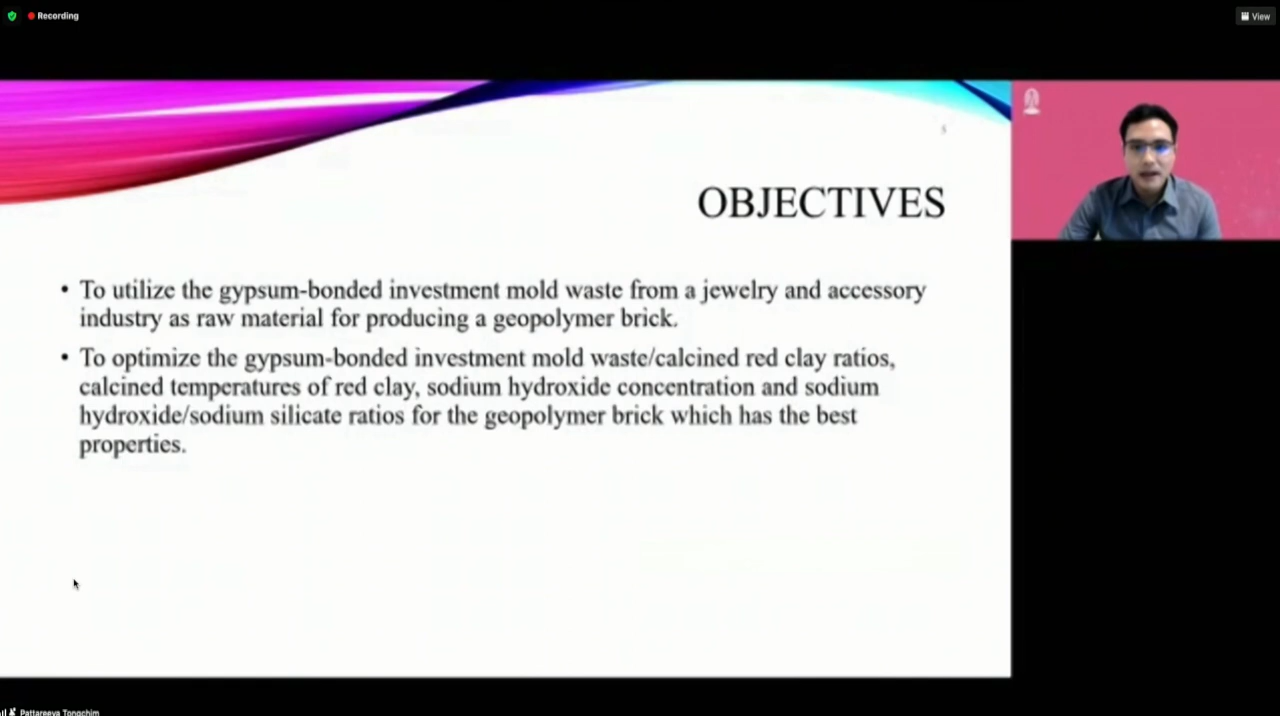 Recording
View
5
OBJECTIVES
• To utilize the gypsum-bonded investment mold waste from a jewelry and accessory
industry as raw material for producing a geopolymer brick.
• To optimize the gypsum-bonded investment mold waste/calcined red clay ratios,
calcined temperatures of red clay, sodium hydroxide concentration and sodium
hydroxide/sodium silicate ratios for the geopolymer brick which has the best
properties.
Pattareeya Tongchim